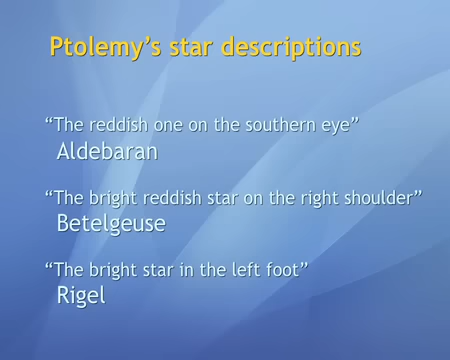 Ptolemy’s star descriptions
“The reddish one on the southern eye”
Aldebaran
“The bright reddish star on the right shoulder”
Betelgeuse
“The bright star in the left foot”
Rigel